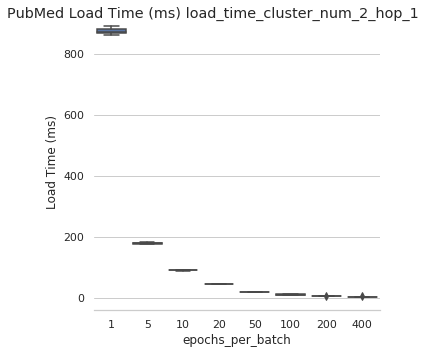 PubMed Load Time (ms) load_time_cluster_num_2_hop_1
800
600
400
200
0
Load Time (ms)
1 5 10 20 50 100 200 400
epochs_per_batch